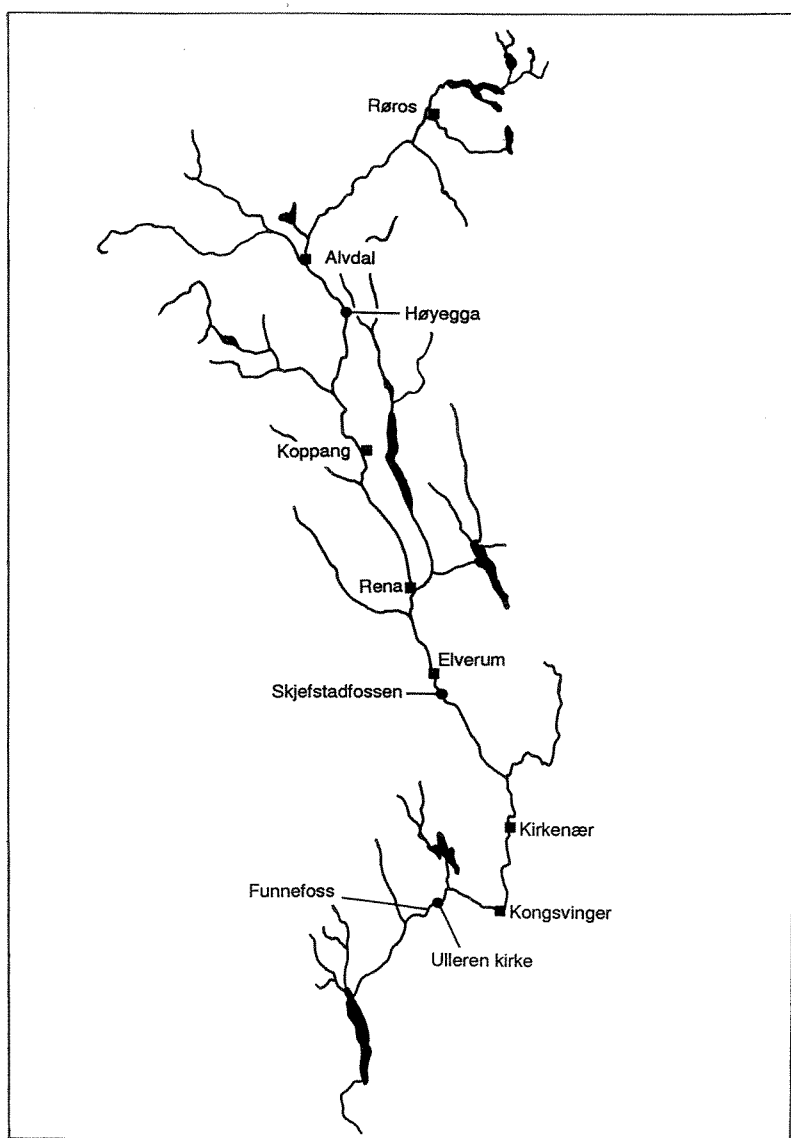 Røros
Alvdal
Høyegga
Koppang
Rena
Elverum
Skjefstadfossen
Kirkenær
Funnefoss
Kongsvinger
Ulleren kirke